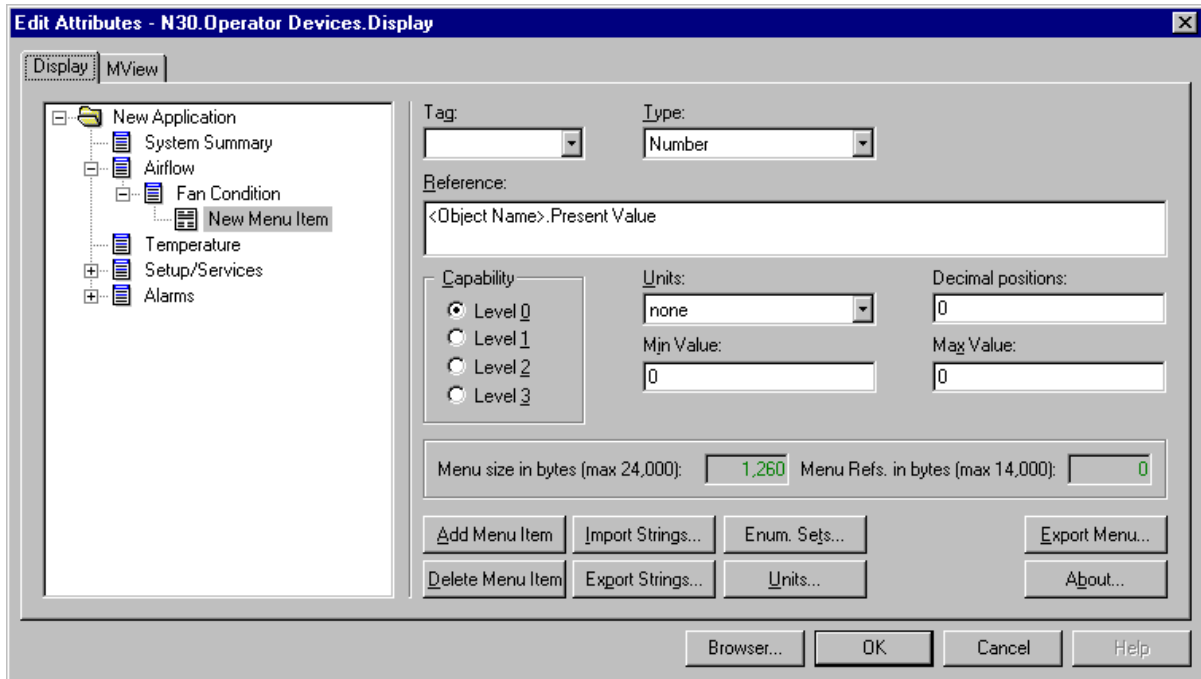 Edit Attributes - N30.Operator Devices.Display
Display MView
New Application
System Summary
Airflow
Fan Condition
New Menu Item
Temperature
Setup/Services
Alarms
Tag: Type:
Number
Reference:
<Object Name>.Present Value
Capability
Level 0
Level 1
Level 2
Level 3
Units: Decimal positions:
none 0
Min Value: Max Value:
0 0
Menu size in bytes (max 24,000): 1,260 Menu Refs. in bytes (max 14,000): 0
Add Menu Item Import Strings... Enum. Sets... Export Menu...
Delete Menu Item Export Strings... Units... About...
Browser... OK Cancel Help